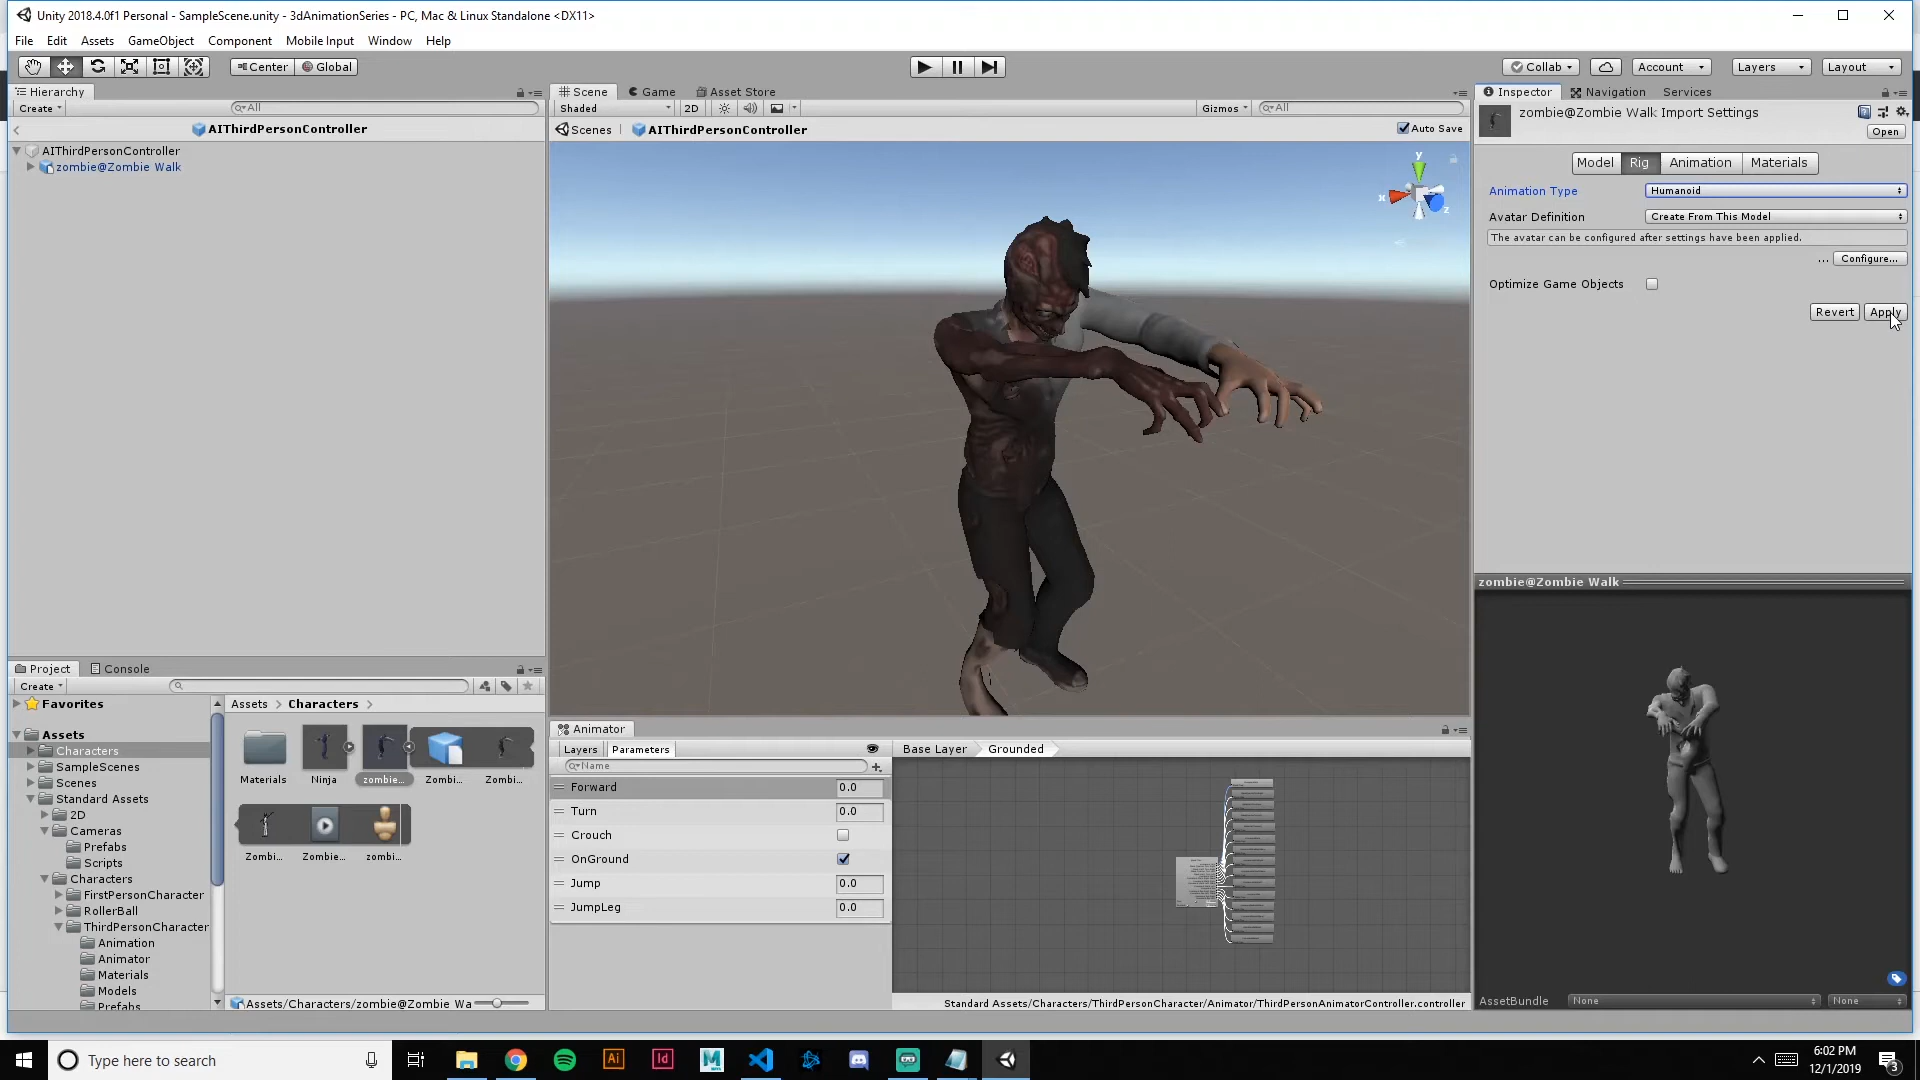 Unity 2018.4.0f1 Personal - SampleScene.unity - 3dAnimationSeries - PC, Mac & Linux Standalone <DX11>
File Edit Assets GameObject Component Mobile Input Window Help
Center Global Collab Account Layers Layout
Hierarchy
Create All
AIThirdPersonController
AIThirdPersonController
zombie@Zombie Walk
Scene Game Asset Store
Shaded 2D Gizmos All
Scenes AIThirdPersonController Auto Save
y
x
z
Inspector Navigation Services
zombie@Zombie Walk Import Settings
Open
Model Rig Animation Materials
Animation Type Humanoid
Avatar Definition Create From This Model
The avatar can be configured after settings have been applied.
... Configure...
Optimize Game Objects
Revert Apply
zombie@Zombie Walk
AssetBundle None None
Project Console
Create
Favorites
Assets
Characters
SampleScenes
Scenes
Standard Assets
2D
Cameras
Prefabs
Scripts
Characters
FirstPersonCharacter
RollerBall
ThirdPersonCharacter
Animation
Animator
Materials
Models
Prefabs
Assets > Characters >
Materials Ninja zombie... Zombi... Zombi...
Zombi... Zombie... zombi...
Assets/Characters/zombie@Zombie Wa
Animator
Layers Parameters
Name
Forward 0.0
Turn 0.0
Crouch
OnGround
Jump 0.0
JumpLeg 0.0
Base Layer Grounded
Standard Assets/Characters/ThirdPersonCharacter/Animator/ThirdPersonAnimatorController.controller
Type here to search
Ai
Id
M
6:02 PM
12/1/2019
3